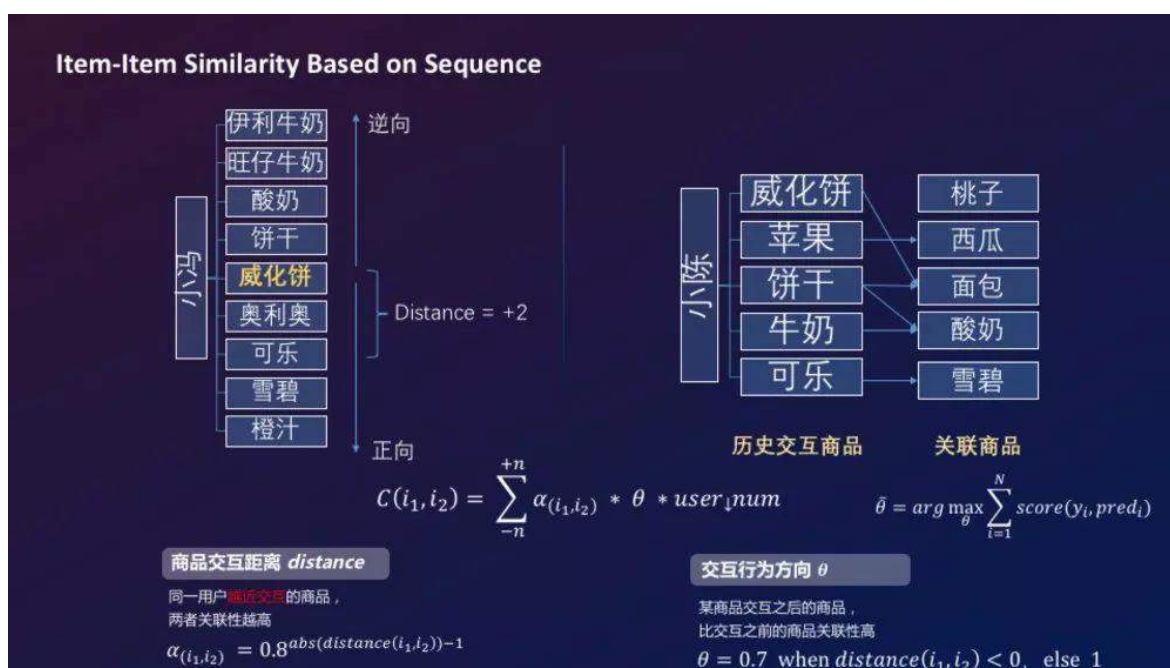 Item-Item Similarity Based on Sequence
小冯
伊利牛奶
旺仔牛奶
酸奶
饼干
威化饼
奥利奥
可乐
雪碧
橙汁
逆向
Distance = +2
正向
小陈
威化饼
苹果
饼干
牛奶
可乐
历史交互商品
桃子
西瓜
面包
酸奶
雪碧
关联商品
C(i₁,i₂) = ∑₋ₙ⁺ⁿ α₍ᵢ₁,ᵢ₂₎ * θ * user↓num
θ̃ = arg max_θ ∑ᵢ₌₁ᴺ score(yᵢ,predᵢ)
商品交互距离 distance
同一用户越近交互的商品，
两者关联性越高
α₍ᵢ₁,ᵢ₂₎ = 0.8^{abs(distance(i₁,i₂))−1}
交互行为方向 θ
某商品交互之后的商品，
比交互之前的商品关联性高
θ = 0.7 when distance(i₁,i₂) < 0, else 1